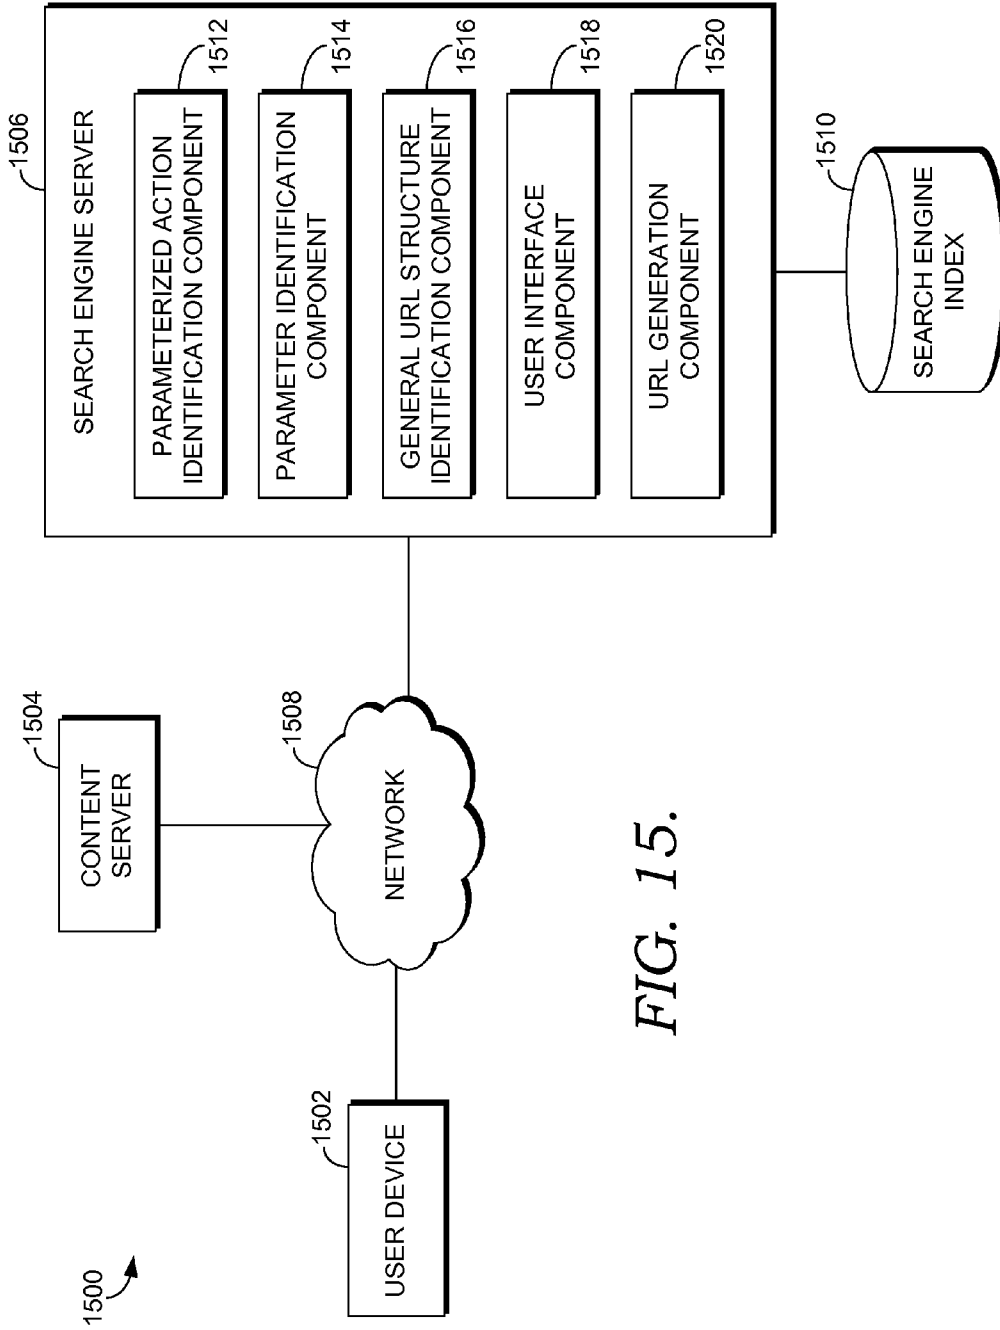 1500
USER DEVICE
1502
CONTENT
SERVER
1504
NETWORK
1508
SEARCH ENGINE SERVER
1506
PARAMETERIZED ACTION
IDENTIFICATION COMPONENT
1512
PARAMETER IDENTIFICATION
COMPONENT
1514
GENERAL URL STRUCTURE
IDENTIFICATION COMPONENT
1516
USER INTERFACE
COMPONENT
1518
URL GENERATION
COMPONENT
1520
SEARCH ENGINE
INDEX
1510
FIG. 15.